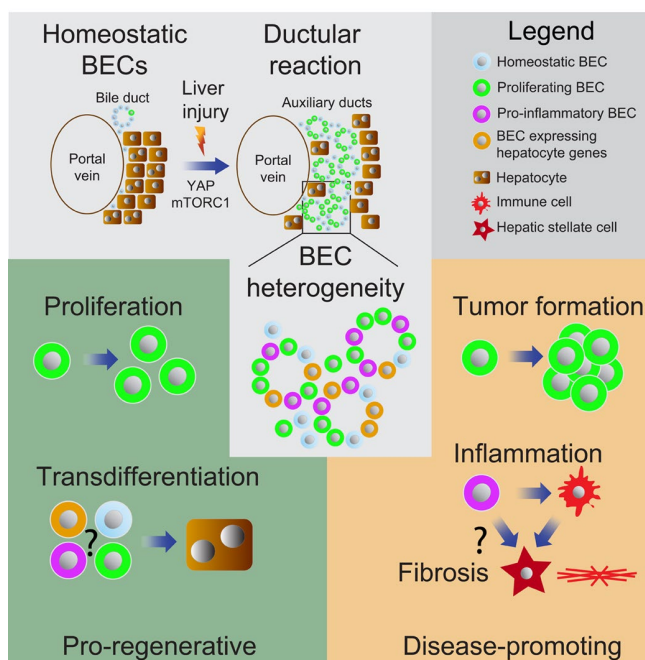 Homeostatic
BECs
Bile duct
Portal
vein
Liver
injury
YAP
mTORC1
Ductular
reaction
Auxiliary ducts
Portal
vein
BEC
heterogeneity
Legend
Homeostatic BEC
Proliferating BEC
Pro-inflammatory BEC
BEC expressing
hepatocyte genes
Hepatocyte
Immune cell
Hepatic stellate cell
Proliferation
Transdifferentiation
?
Pro-regenerative
Tumor formation
Inflammation
?
Fibrosis
Disease-promoting